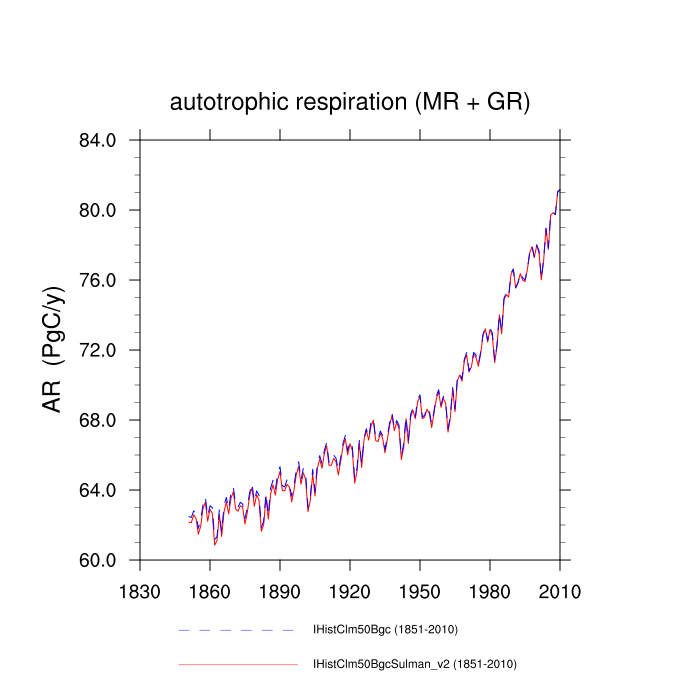 autotrophic respiration (MR + GR)
84.0
80.0
76.0
72.0
68.0
64.0
60.0
AR (PgC/y)
1830 1860 1890 1920 1950 1980 2010
IHistClm50Bgc (1851-2010)
IHistClm50BgcSulman_v2 (1851-2010)